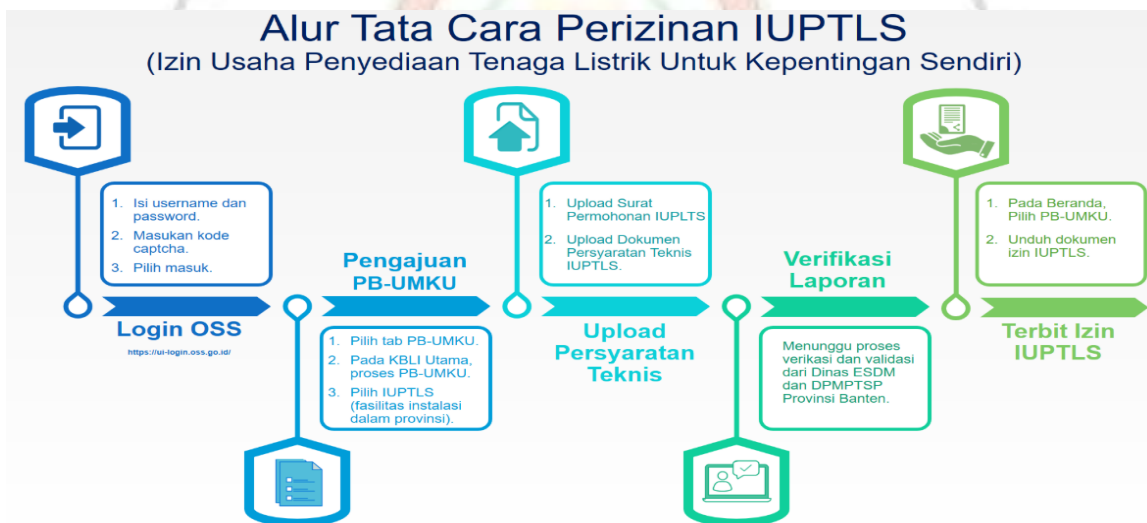 Alur Tata Cara Perizinan IUPTLS
(Izin Usaha Penyediaan Tenaga Listrik Untuk Kepentingan Sendiri)
1. Isi username dan
password.
2. Masukan kode
captcha.
3. Pilih masuk.
Login OSS
https://ui-login.oss.go.id/
Pengajuan
PB-UMKU
1. Pilih tab PB-UMKU.
2. Pada KBLI Utama,
proses PB-UMKU.
3. Pilih IUPTLS
(fasilitas instalasi
dalam provinsi).
1. Upload Surat
Permohonan IUPLTS
2. Upload Dokumen
Persyaratan Teknis
IUPTLS.
Upload
Persyaratan
Teknis
Verifikasi
Laporan
Menunggu proses
verikasi dan validasi
dari Dinas ESDM
dan DPMPTSP
Provinsi Banten.
1. Pada Beranda,
Pilih PB-UMKU.
2. Unduh dokumen
izin IUPTLS.
Terbit Izin
IUPTLS